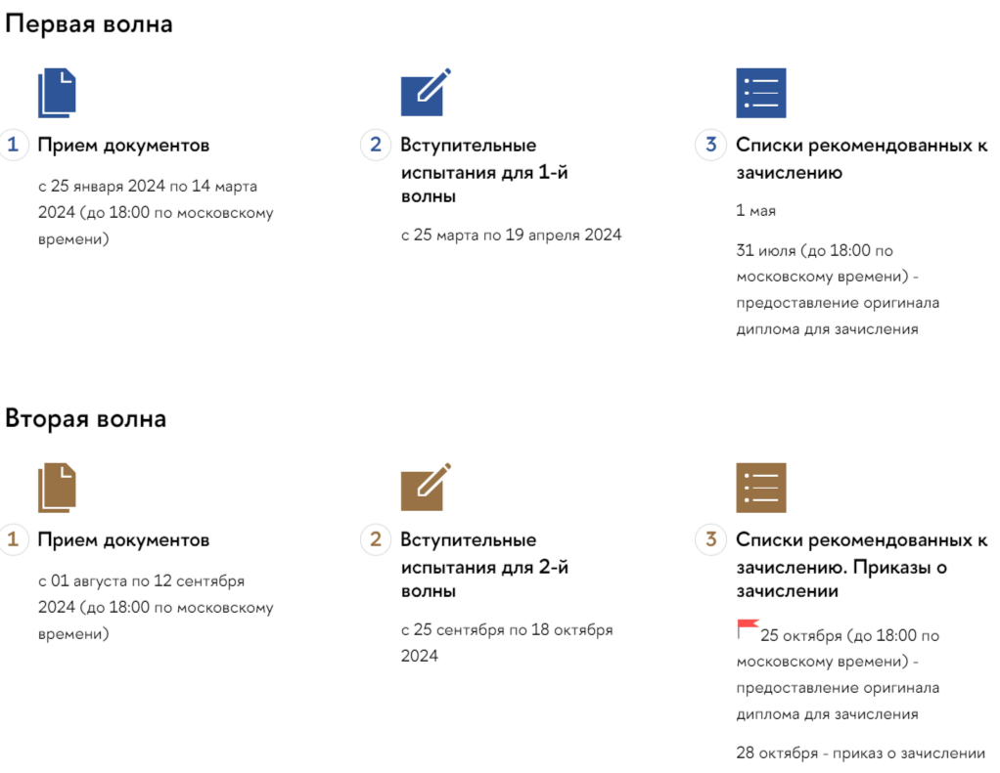 Первая волна
1 Прием документов
с 25 января 2024 по 14 марта
2024 (до 18:00 по московскому
времени)
2 Вступительные
испытания для 1-й
волны
с 25 марта по 19 апреля 2024
3 Списки рекомендованных к
зачислению
1 мая
31 июля (до 18:00 по
московскому времени) -
предоставление оригинала
диплома для зачисления
Вторая волна
1 Прием документов
с 01 августа по 12 сентября
2024 (до 18:00 по московскому
времени)
2 Вступительные
испытания для 2-й
волны
с 25 сентября по 18 октября
2024
3 Списки рекомендованных к
зачислению. Приказы о
зачислении
25 октября (до 18:00 по
московскому времени) -
предоставление оригинала
диплома для зачисления
28 октября - приказ о зачислении